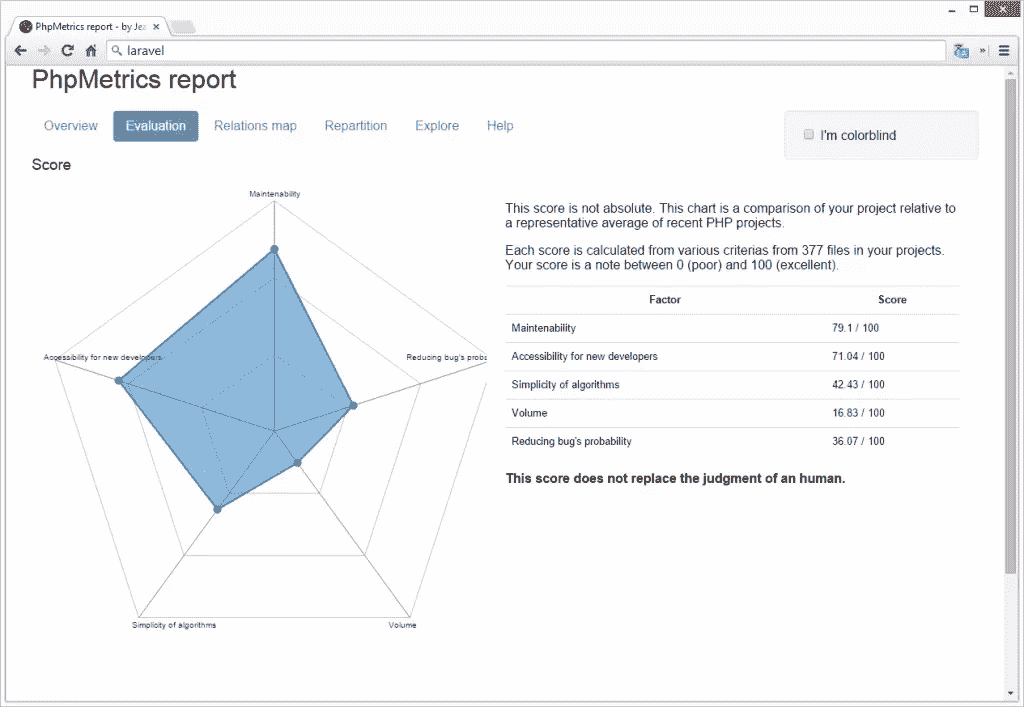 PhpMetrics report - by Jea
laravel
PhpMetrics report
Overview
Evaluation
Relations map
Repartition
Explore
Help
I'm colorblind
Score
Maintenability
Accessibility for new developers
Reducing bug's proba
Simplicity of algorithms
Volume
This score is not absolute. This chart is a comparison of your project relative to
a representative average of recent PHP projects.
Each score is calculated from various criterias from 377 files in your projects.
Your score is a note between 0 (poor) and 100 (excellent).
Factor Score
Maintenability 79.1 / 100
Accessibility for new developers 71.04 / 100
Simplicity of algorithms 42.43 / 100
Volume 16.83 / 100
Reducing bug's probability 36.07 / 100
This score does not replace the judgment of an human.